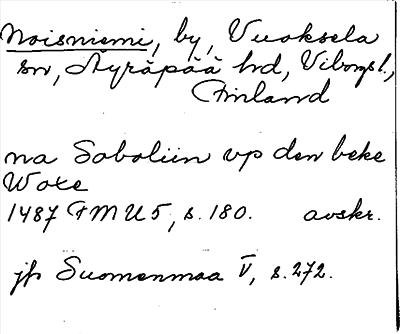 Noisniemi, by, Vuoksela
sn, Äyräpää hd, Viborgsl.,
Finland
na Soboliin vp den beke
Woxe
1487 FMU 5, s. 180. avskr.
jfr Suomenmaa V, s. 272.